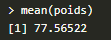 > mean(poids)
[1] 77.56522